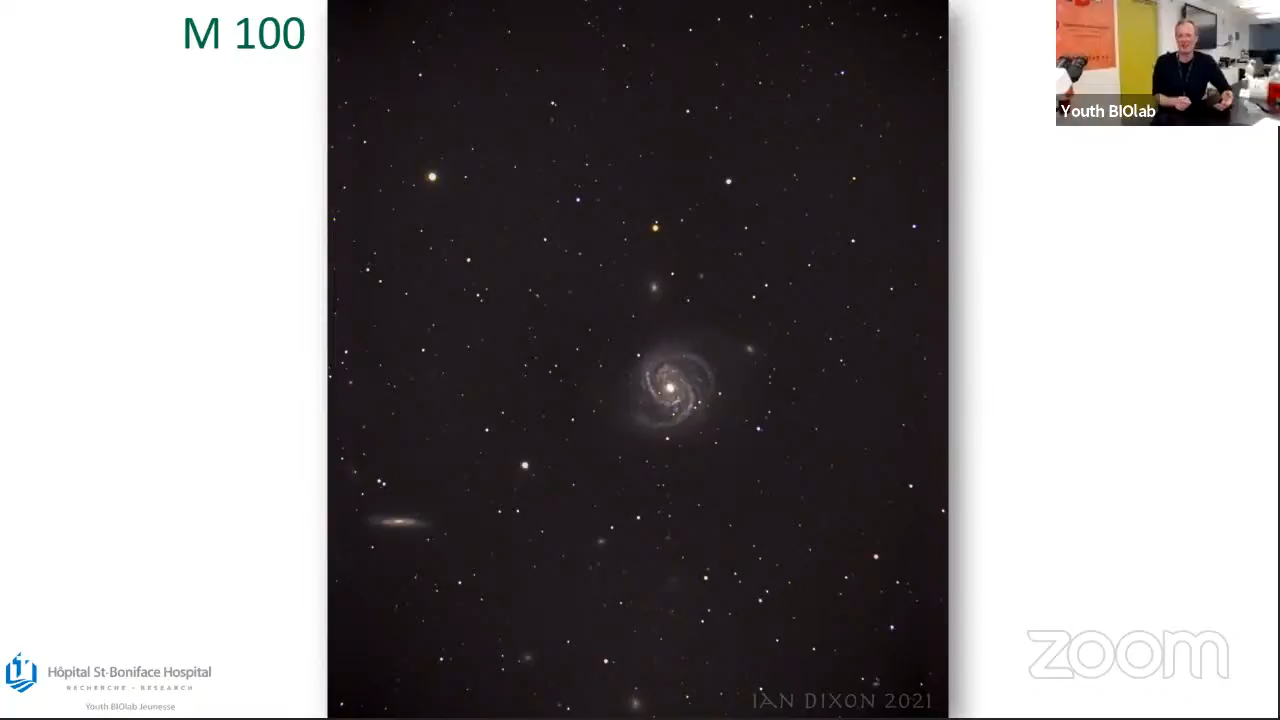 M 100
Youth BIOlab
Hôpital St-Boniface Hospital
RECHERCHE • RESEARCH
Youth BIOlab Jeunesse
IAN DIXON 2021
zoom